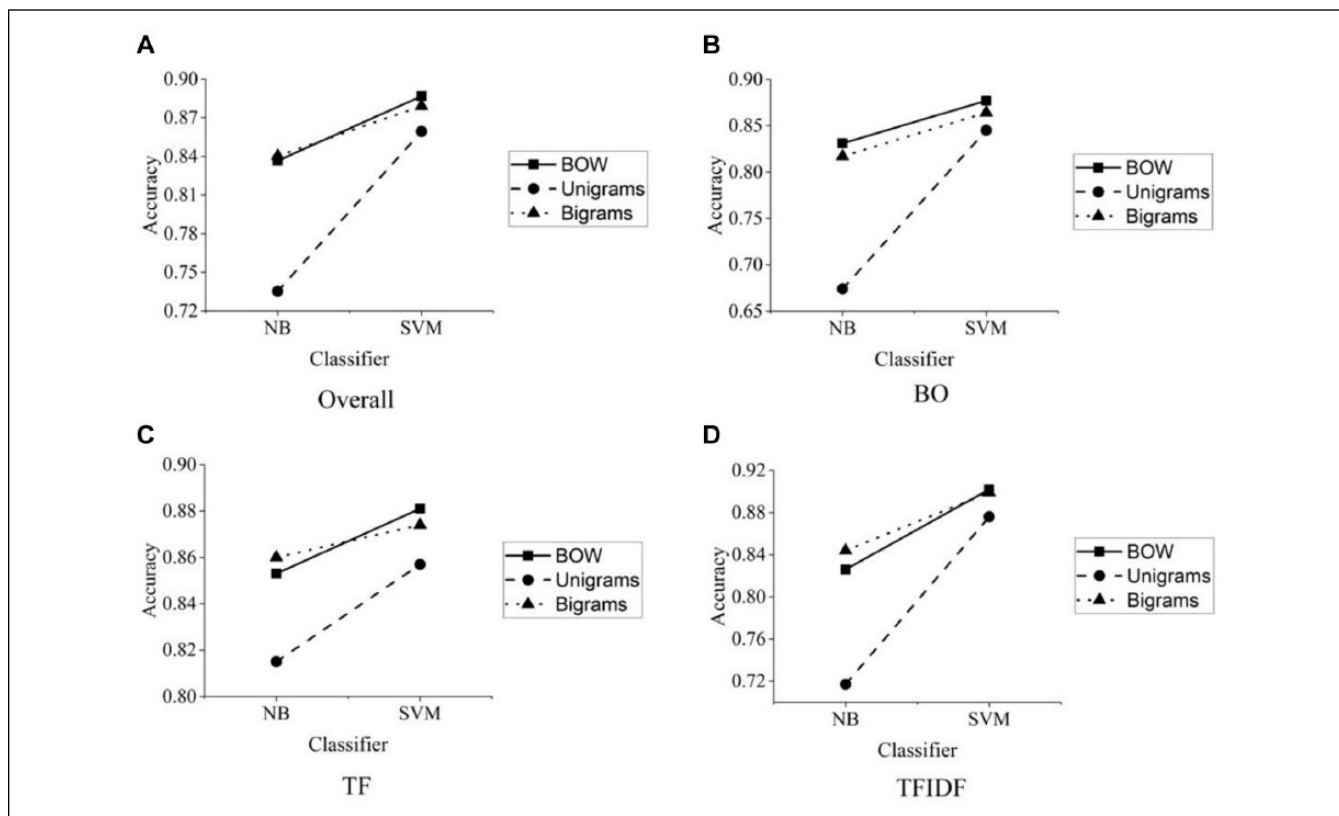 A
Accuracy
0.90
0.87
0.84
0.81
0.78
0.75
0.72
NB
SVM
Classifier
Overall
BOW
Unigrams
Bigrams
B
Accuracy
0.90
0.85
0.80
0.75
0.70
0.65
NB
SVM
Classifier
BO
BOW
Unigrams
Bigrams
C
Accuracy
0.90
0.88
0.86
0.84
0.82
0.80
NB
SVM
Classifier
TF
BOW
Unigrams
Bigrams
D
Accuracy
0.92
0.88
0.84
0.80
0.76
0.72
NB
SVM
Classifier
TFIDF
BOW
Unigrams
Bigrams